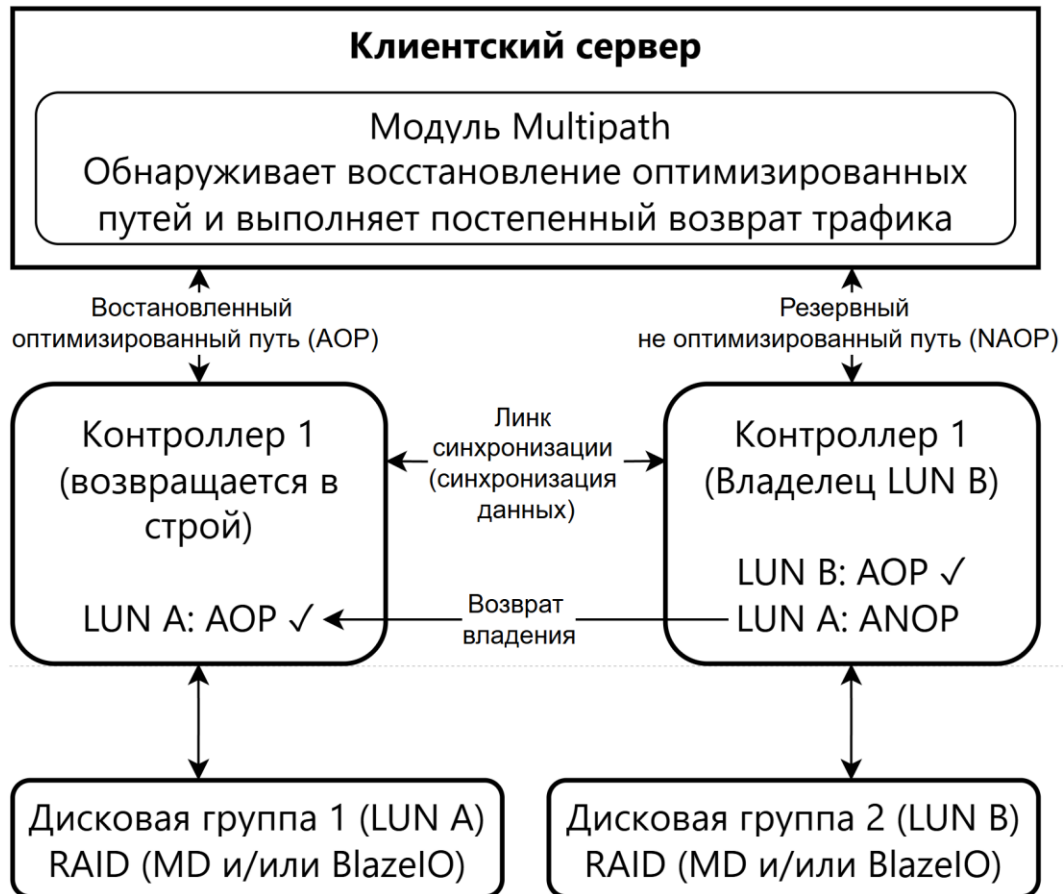 Клиентский сервер
Модуль Multipath
Обнаруживает восстановление оптимизированных
путей и выполняет постепенный возврат трафика
Востановленный
оптимизированный путь (AOP)
Резервный
не оптимизированный путь (NAOP)
Контроллер 1
(возвращается в
строй)
LUN A: AOP ✓
Линк
синхронизации
(синхронизация
данных)
Возврат
владения
Контроллер 1
(Владелец LUN B)
LUN B: AOP ✓
LUN A: ANOP
Дисковая группа 1 (LUN A)
RAID (MD и/или BlazeIO)
Дисковая группа 2 (LUN B)
RAID (MD и/или BlazeIO)